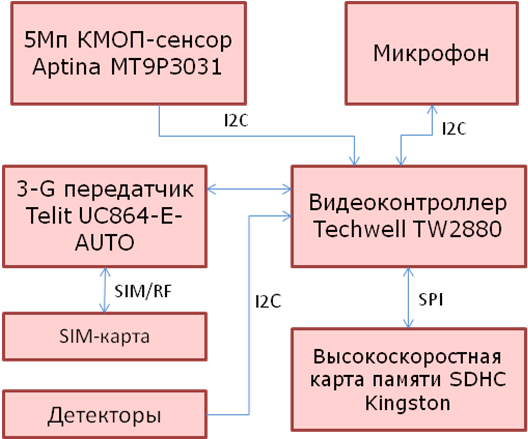 5Мп КМОП-сенсор
Aptina MT9P3031
Микрофон
I2C
I2C
3-G передатчик
Telit UC864-E-
AUTO
Видеоконтроллер
Techwell TW2880
SIM/RF
I2C
SPI
SIM-карта
Высокоскоростная
карта памяти SDHC
Kingston
Детекторы